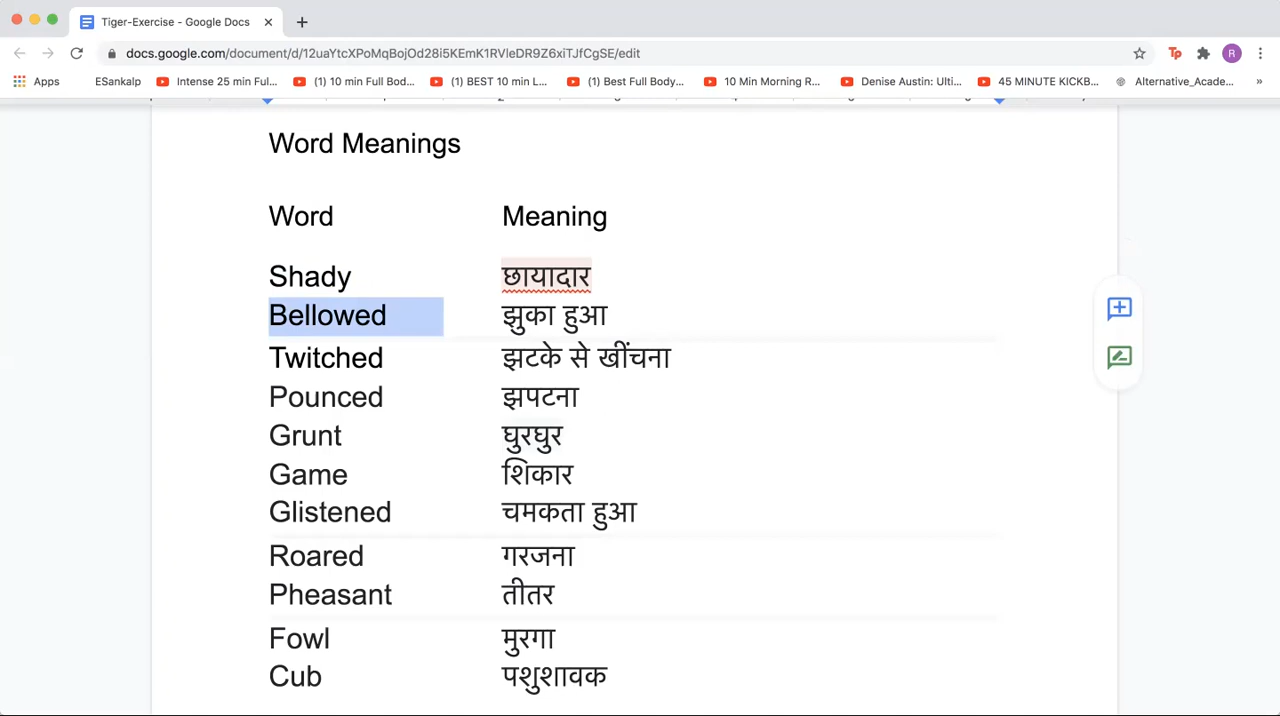 Tiger-Exercise - Google Docs
docs.google.com/document/d/12uaYtcXPoMqBojOd28i5KEmK1RVleDR9Z6xiTJfCgSE/edit
Apps ESankalp Intense 25 min Ful... (1) 10 min Full Bod... (1) BEST 10 min L... (1) Best Full Body... 10 Min Morning R... Denise Austin: Ulti... 45 MINUTE KICKB... Alternative_Acade... »
Word Meanings
Word Meaning
Shady छायादार
Bellowed झुका हुआ
Twitched झटके से खींचना
Pounced झपटना
Grunt घुरघुर
Game शिकार
Glistened चमकता हुआ
Roared गरजना
Pheasant तीतर
Fowl मुरगा
Cub पशुशावक